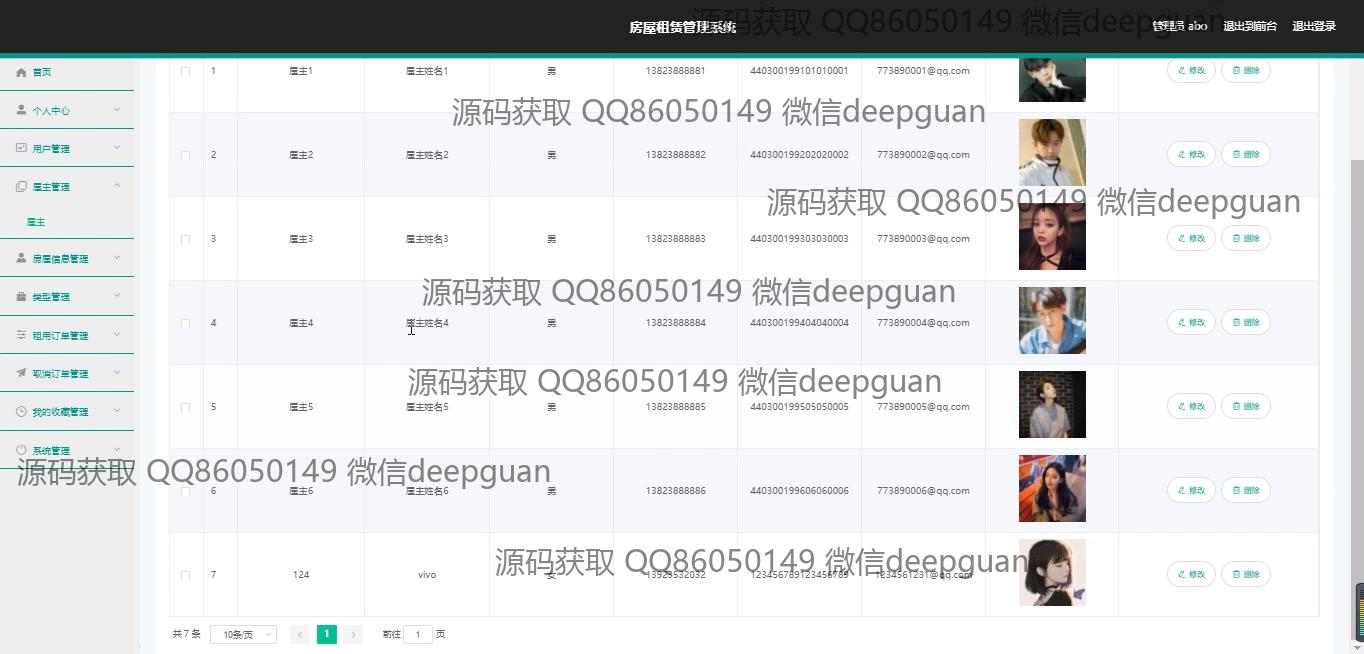 房屋租赁管理系统
管理员 abo 退出到前台 退出登录
源码获取 QQ86050149 微信deepguan
首页
个人中心
用户管理
雇主管理
雇主
房屋信息管理
类型管理
租用订单管理
取消订单管理
我的收藏管理
系统管理
1 雇主1 雇主姓名1 男 13823888881 440300199101010001 773890001@qq.com 修改 删除
源码获取 QQ86050149 微信deepguan
2 雇主2 雇主姓名2 男 13823888882 440300199202020002 773890002@qq.com 修改 删除
源码获取 QQ86050149 微信deepguan
3 雇主3 雇主姓名3 男 13823888883 440300199303030003 773890003@qq.com 修改 删除
源码获取 QQ86050149 微信deepguan
4 雇主4 雇主姓名4 男 13823888884 440300199404040004 773890004@qq.com 修改 删除
源码获取 QQ86050149 微信deepguan
5 雇主5 雇主姓名5 男 13823888885 440300199505050005 773890005@qq.com 修改 删除
源码获取 QQ86050149 微信deepguan
6 雇主6 雇主姓名6 男 13823888886 440300199606060006 773890006@qq.com 修改 删除
源码获取 QQ86050149 微信deepguan
7 124 vivo 女 13923532032 123456789123456789 1234561231@qq.com 修改 删除
共 7 条 10条/页 1 前往 1 页